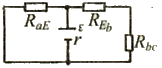 R_{aE}
ε
r
R_{Eb}
R_{bc}